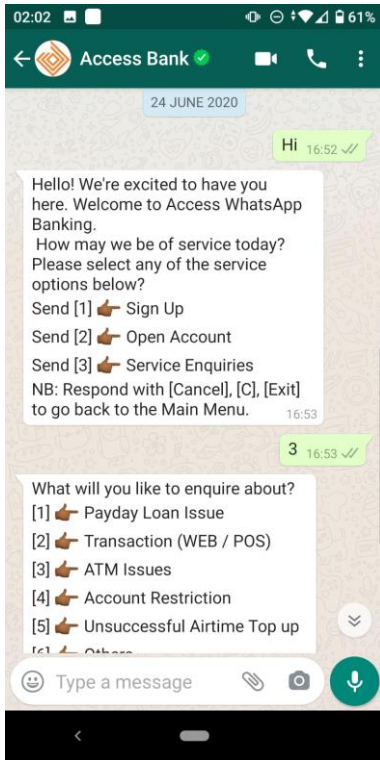 02:02 61%
Access Bank
24 JUNE 2020
Hi 16:52
Hello! We're excited to have you
here. Welcome to Access WhatsApp
Banking.
How may we be of service today?
Please select any of the service
options below?
Send [1] 👉🏾 Sign Up
Send [2] 👉🏾 Open Account
Send [3] 👉🏾 Service Enquiries
NB: Respond with [Cancel], [C], [Exit]
to go back to the Main Menu. 16:53
3 16:53
What will you like to enquire about?
[1] 👉🏾 Payday Loan Issue
[2] 👉🏾 Transaction (WEB / POS)
[3] 👉🏾 ATM Issues
[4] 👉🏾 Account Restriction
[5] 👉🏾 Unsuccessful Airtime Top up
[6] 👉🏾 Others
Type a message